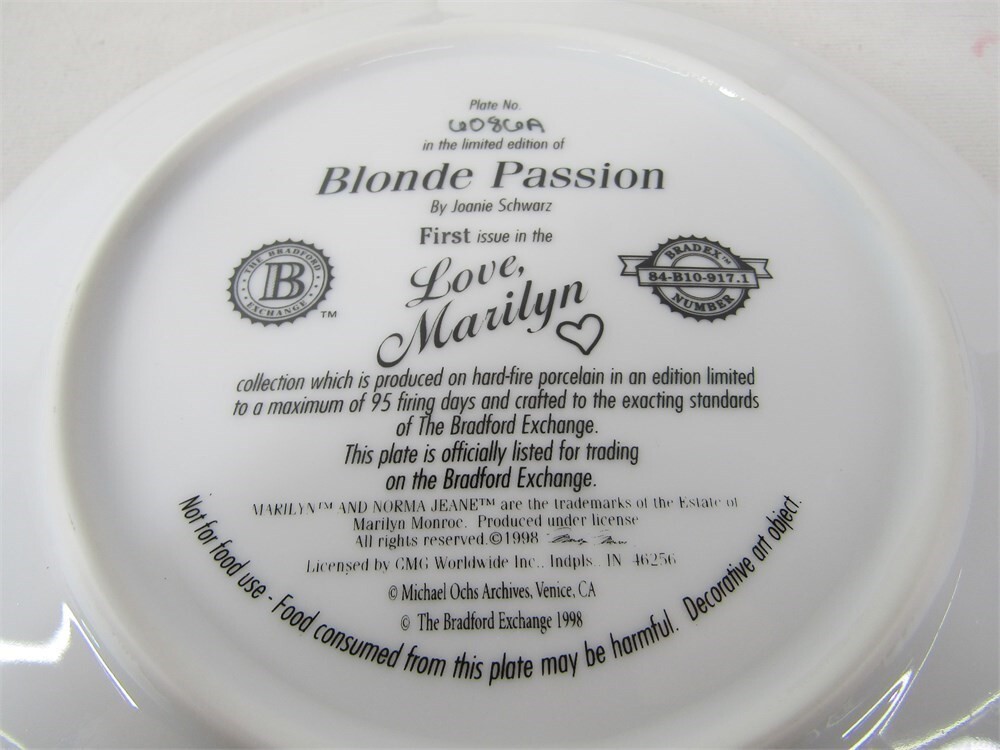 Plate No.
6086A
in the limited edition of
Blonde Passion
By Joanie Schwarz
First issue in the
Love,
Marilyn
THE BRADFORD
B
EXCHANGE
TM
BRADEX™
84-B10-917.1
NUMBER
collection which is produced on hard-fire porcelain in an edition limited
to a maximum of 95 firing days and crafted to the exacting standards
of The Bradford Exchange.
This plate is officially listed for trading
on the Bradford Exchange.
MARILYN™ AND NORMA JEANE™ are the trademarks of the Estate of
Marilyn Monroe. Produced under license
All rights reserved.©1998
Licensed by CMG Worldwide Inc., Indpls. IN 46256
© Michael Ochs Archives, Venice, CA
© The Bradford Exchange 1998
Not for food use - Food consumed from this plate may be harmful. Decorative art object.